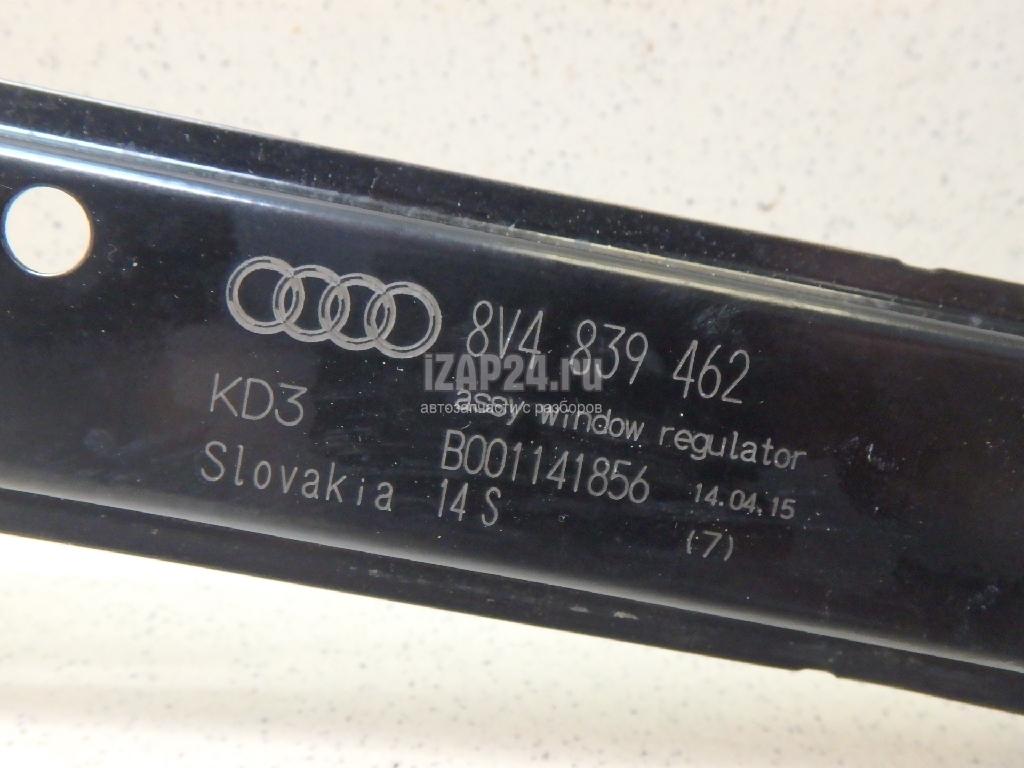 8V4 839 462
iZAP24.ru
автозапчасти с разборов
KD3
assy window regulator
B001141856 14.04.15
Slovakia 14 S
(7)